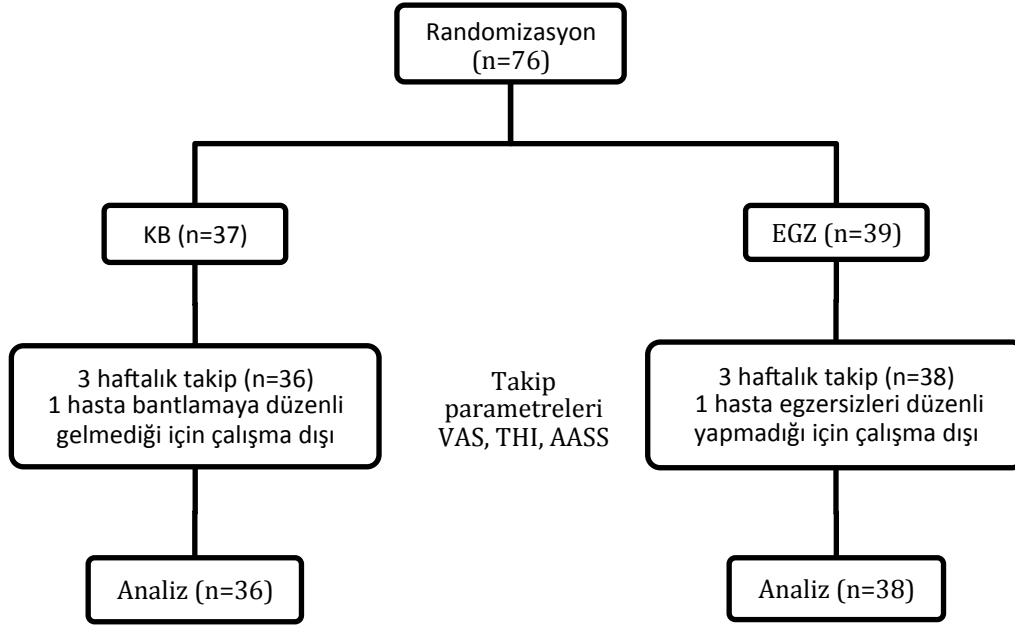 Randomizasyon
(n=76)
KB (n=37)
EGZ (n=39)
3 haftalık takip (n=36)
1 hasta bantlamaya düzenli
gelmediği için çalışma dışı
Takip
parametreleri
VAS, THI, AASS
3 haftalık takip (n=38)
1 hasta egzersizleri düzenli
yapmadığı için çalışma dışı
Analiz (n=36)
Analiz (n=38)